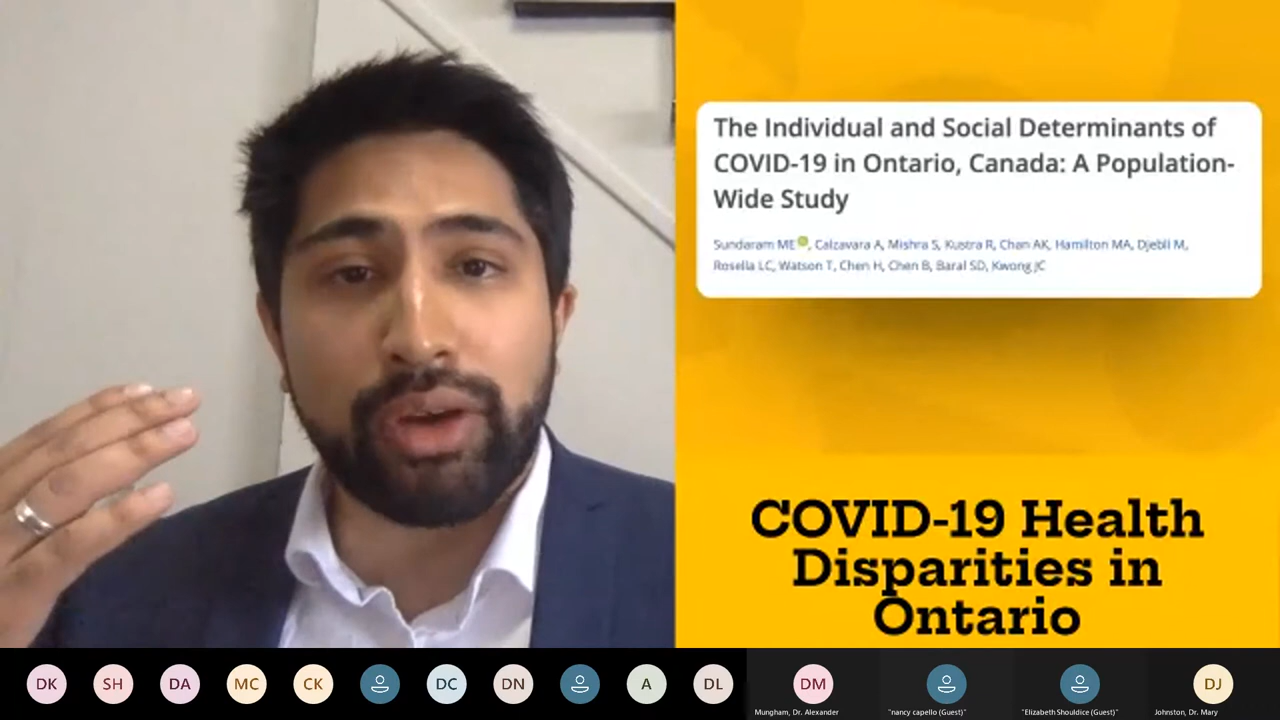 The Individual and Social Determinants of
COVID-19 in Ontario, Canada: A Population-
Wide Study
Sundaram ME, Calzavara A, Mishra S, Kustra R, Chan AK, Hamilton MA, Djebli M,
Rosella LC, Watson T, Chen H, Chen B, Baral SD, Kwong JC
COVID-19 Health
Disparities in
Ontario
DK SH DA MC CK DC DN A DL DM DJ
Mungham, Dr. Alexander "nancy capello (Guest)" "Elizabeth Shouldice (Guest)" Johnston, Dr. Mary